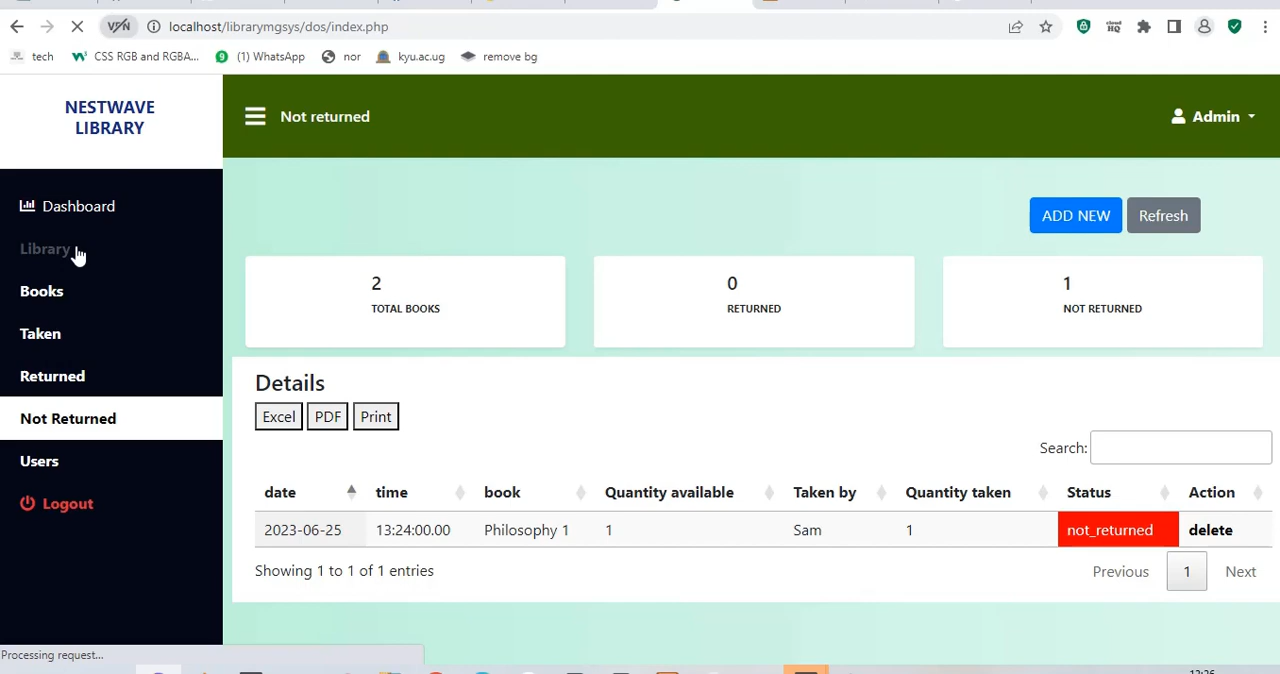 VPN localhost/librarymgsys/dos/index.php cloud HQ
tech CSS RGB and RGBA... 9 (1) WhatsApp nor kyu.ac.ug remove bg
NESTWAVE
LIBRARY
Not returned
Admin
Dashboard
Library
Books
Taken
Returned
Not Returned
Users
Logout
ADD NEW Refresh
2
TOTAL BOOKS
0
RETURNED
1
NOT RETURNED
Details
Excel PDF Print
Search:
date time book Quantity available Taken by Quantity taken Status Action
2023-06-25 13:24:00.00 Philosophy 1 1 Sam 1 not_returned delete
Showing 1 to 1 of 1 entries
Previous 1 Next
Processing request...